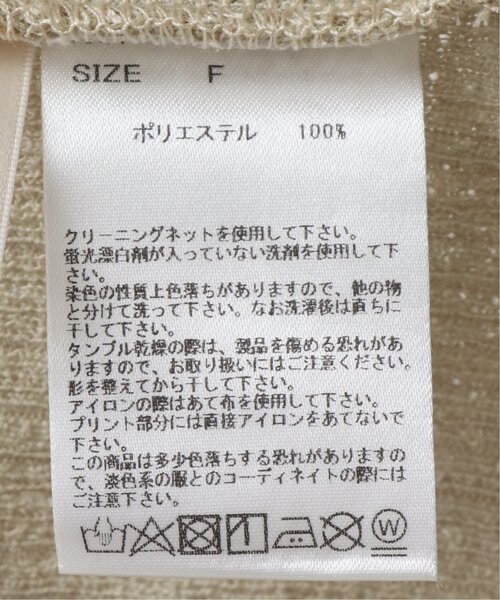 SIZE F
ポリエステル 100%
クリーニングネットを使用して下さい。
蛍光漂白剤が入っていない洗剤を使用して下
さい。
染色の性質上色落ちがありますので、他の物
と分けて洗って下さい。なお洗濯後は直ちに
干して下さい。
タンブル乾燥の際は、製品を傷める恐れがあ
りますので、お取り扱いにはご注意ください。
形を整えてから干して下さい。
アイロンの際はあて布を使用して下さい。
プリント部分には直接アイロンをあてないで
下さい。
この商品は多少色落ちする恐れがありますの
で、淡色系の服とのコーディネイトの際には
ご注意下さい。
W